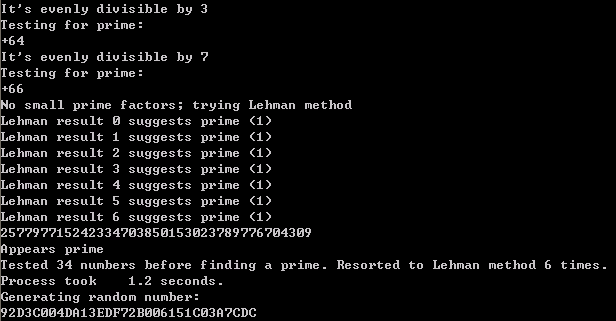 It's evenly divisible by 3
Testing for prime:
+64
It's evenly divisible by 7
Testing for prime:
+66
No small prime factors; trying Lehman method
Lehman result 0 suggests prime (1)
Lehman result 1 suggests prime (1)
Lehman result 2 suggests prime (1)
Lehman result 3 suggests prime (1)
Lehman result 4 suggests prime (1)
Lehman result 5 suggests prime (1)
Lehman result 6 suggests prime (1)
257797715242334703850153023789776704309
Appears prime
Tested 34 numbers before finding a prime. Resorted to Lehman method 6 times.
Process took    1.2 seconds.
Generating random number:
92D3C004DA13EDF72B006151C03A7CDC